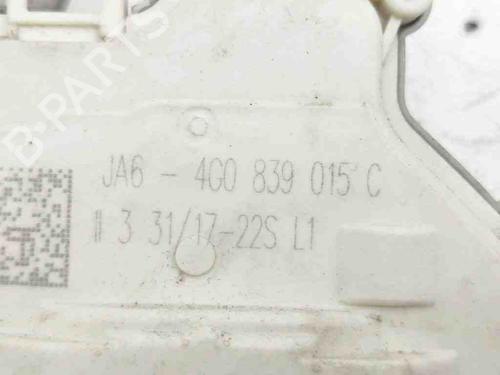 B-PARTS
JA6 - 4G0 839 015 C
II 3 31/17-22S L1